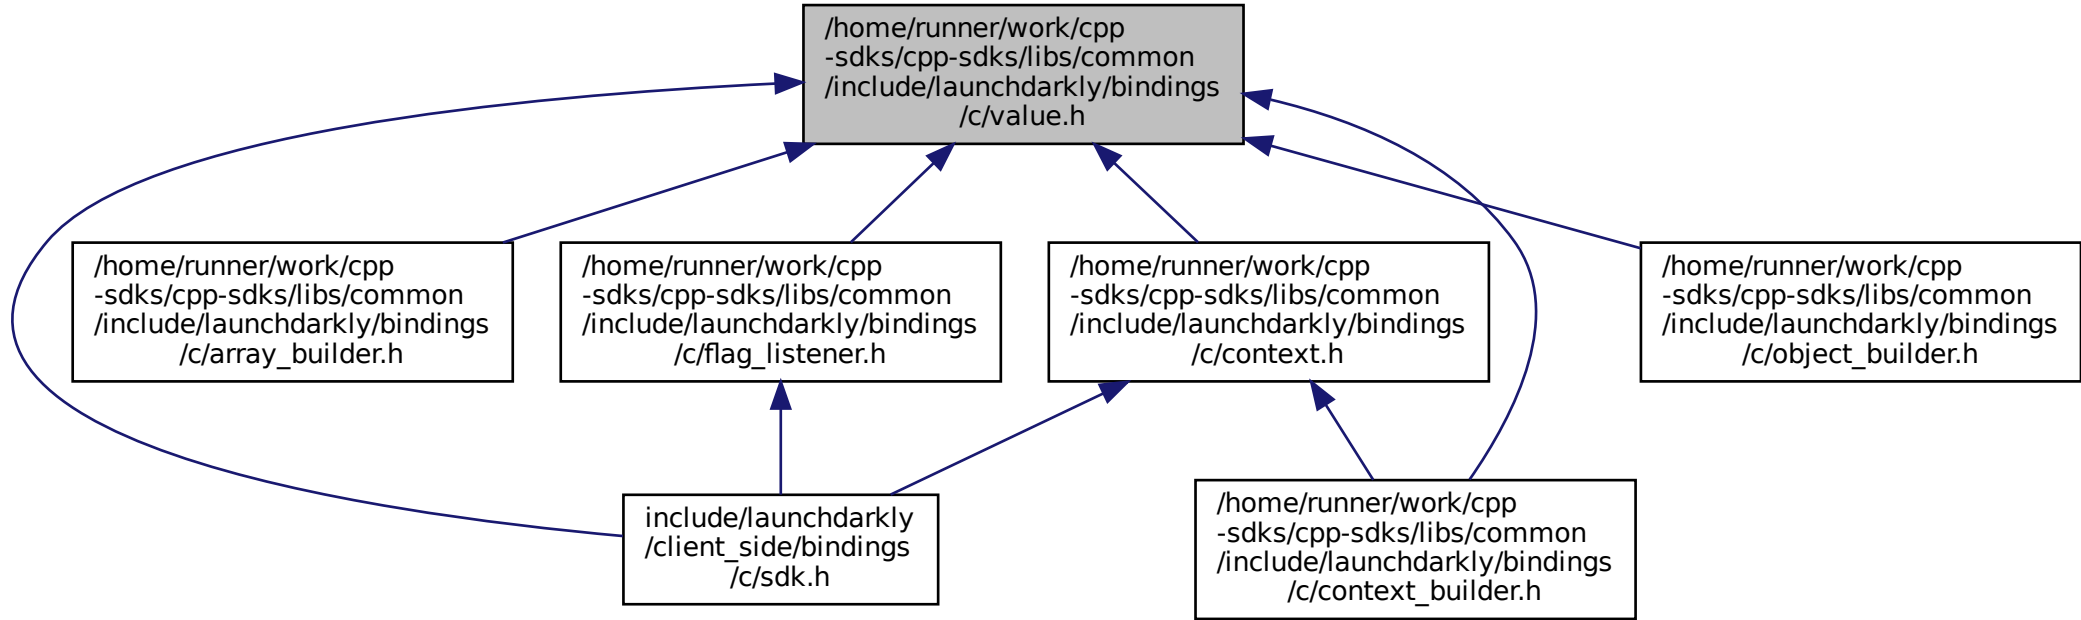 /home/runner/work/cpp
-sdks/cpp-sdks/libs/common
/include/launchdarkly/bindings
/c/value.h
/home/runner/work/cpp
-sdks/cpp-sdks/libs/common
/include/launchdarkly/bindings
/c/array_builder.h
/home/runner/work/cpp
-sdks/cpp-sdks/libs/common
/include/launchdarkly/bindings
/c/flag_listener.h
/home/runner/work/cpp
-sdks/cpp-sdks/libs/common
/include/launchdarkly/bindings
/c/context.h
/home/runner/work/cpp
-sdks/cpp-sdks/libs/common
/include/launchdarkly/bindings
/c/object_builder.h
include/launchdarkly
/client_side/bindings
/c/sdk.h
/home/runner/work/cpp
-sdks/cpp-sdks/libs/common
/include/launchdarkly/bindings
/c/context_builder.h